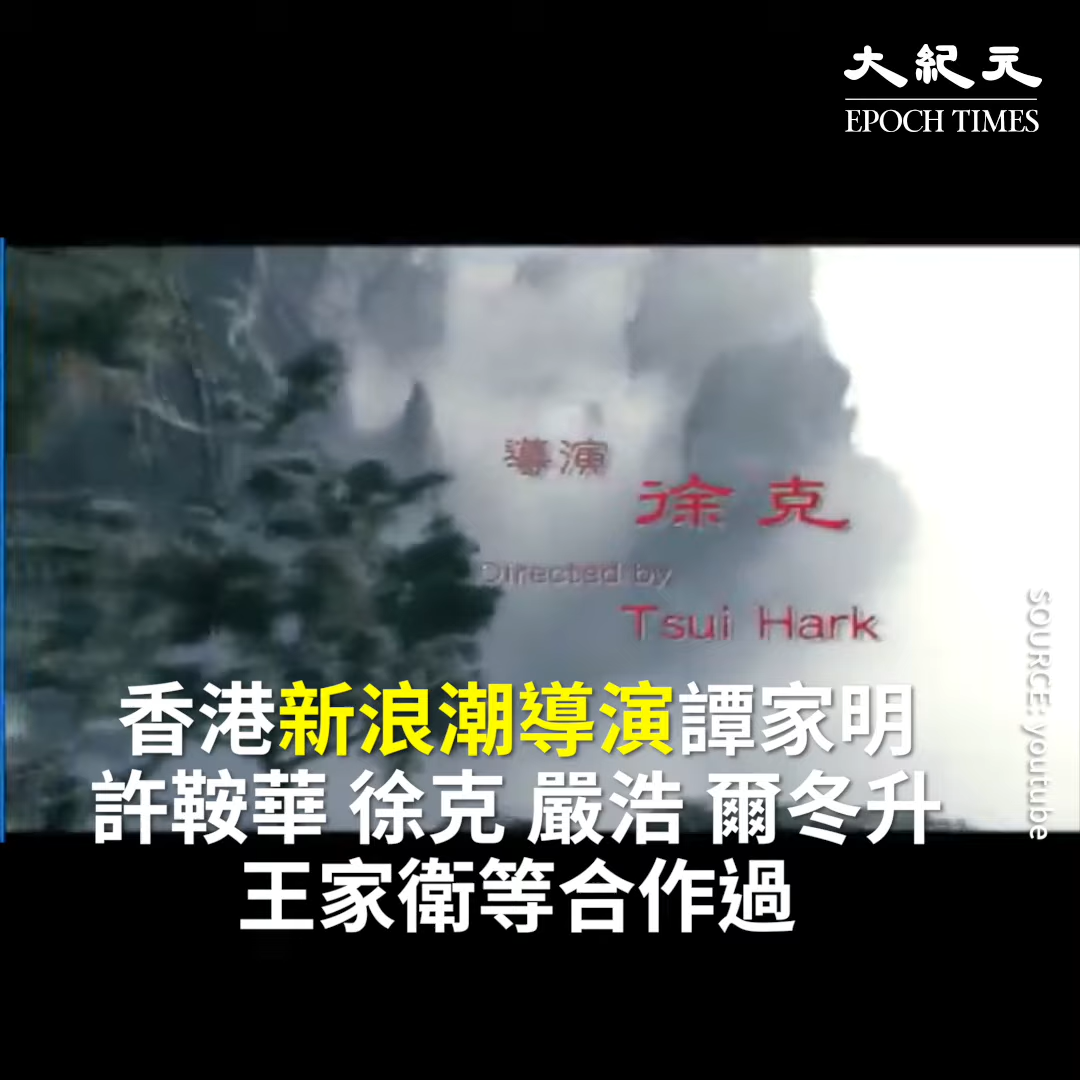 大紀元
EPOCH TIMES
導演
徐克
Directed by
Tsui Hark
SOURCE: youtube
香港新浪潮導演譚家明
許鞍華 徐克 嚴浩 爾冬升
王家衛等合作過